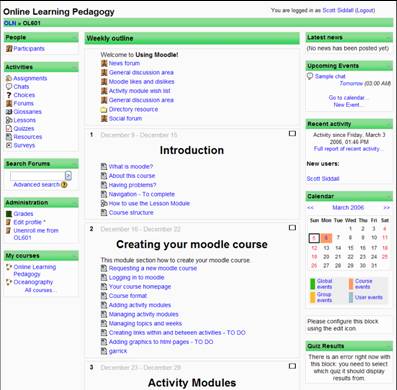 Online Learning Pedagogy
You are logged in as Scott Siddall (Logout)
OLN » OL601
People
Participants
Activities
Assignments
Chats
Choices
Forums
Glossaries
Lessons
Quizzes
Resources
Surveys
Search Forums
Advanced search
Administration
Grades
Edit profile
Unenroll me from
OL601
My courses
Online Learning
Pedagogy
Oceanography
All courses...
Weekly outline
Welcome to Using Moodle!
News forum
General discussion area
Moodle likes and dislikes
Activity module wish list
General discussion area
Directory resource
Social forum
1 December 9 - December 15
Introduction
What is moodle?
About this course
Having problems?
Navigation - To complete
How to use the Lesson Module
Course structure
2 December 16 - December 22
Creating your moodle course
This module section how to create your moodle course.
Requesting a new moodle course
Logging in to moodle
Your course homepage
Course format
Adding activity modules
Managing activity modules
Managing topics and weeks
Creating links within and between activities - TO DO
Adding graphics to html pages - TO DO
garrick
3 December 23 - December 29
Activity Modules
Latest news
(No news has been posted yet)
Upcoming Events
Sample chat
Tomorrow (03:00 AM)
Go to calendar...
New Event...
Recent activity
Activity since Friday, March 3
2006, 01:46 PM
Full report of recent activity...
New users:
Scott Siddall
Calendar
<< March 2006 >>
Sun Mon Tue Wed Thu Fri Sat
1 2 3 4
5 6 7 8 9 10 11
12 13 14 15 16 17 18
19 20 21 22 23 24 25
26 27 28 29 30 31
Global events
Course events
Group events
User events
Please configure this block
using the edit icon.
Quiz Results
There is an error right now with
this block: you need to select
which quiz it should display
results from.